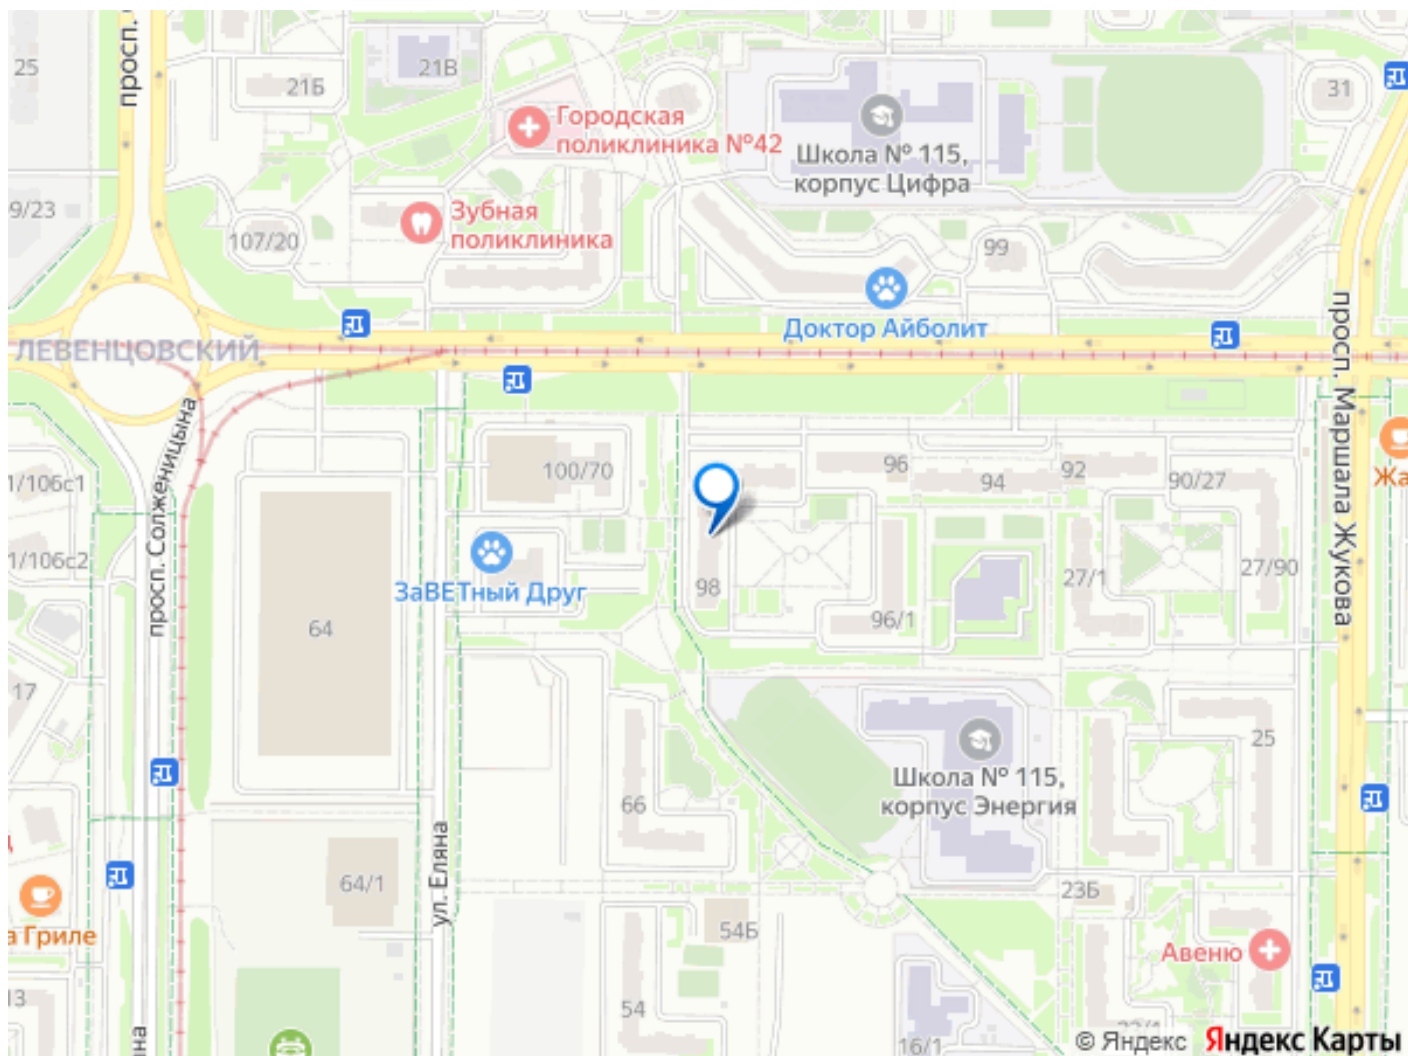 просп.
25
21В
21Б
Городская
поликлиника №42
Школа № 115,
корпус Цифра
31
9/23
107/20
Зубная
поликлиника
99
Доктор Айболит
ЛЕВЕНЦОВСКИЙ
просп. Маршала Жукова
просп. Солженицына
100/70
96
94
92
90/27
Жа
1/106с1
1/106с2
ЗаВЕТный Друг
98
96/1
27/1
27/90
64
17
25
Школа № 115,
корпус Энергия
66
64/1
ул. Еляна
23Б
54Б
а Гриле
Авеню
13
54
16/1
на
© Яндекс Яндекс Карты